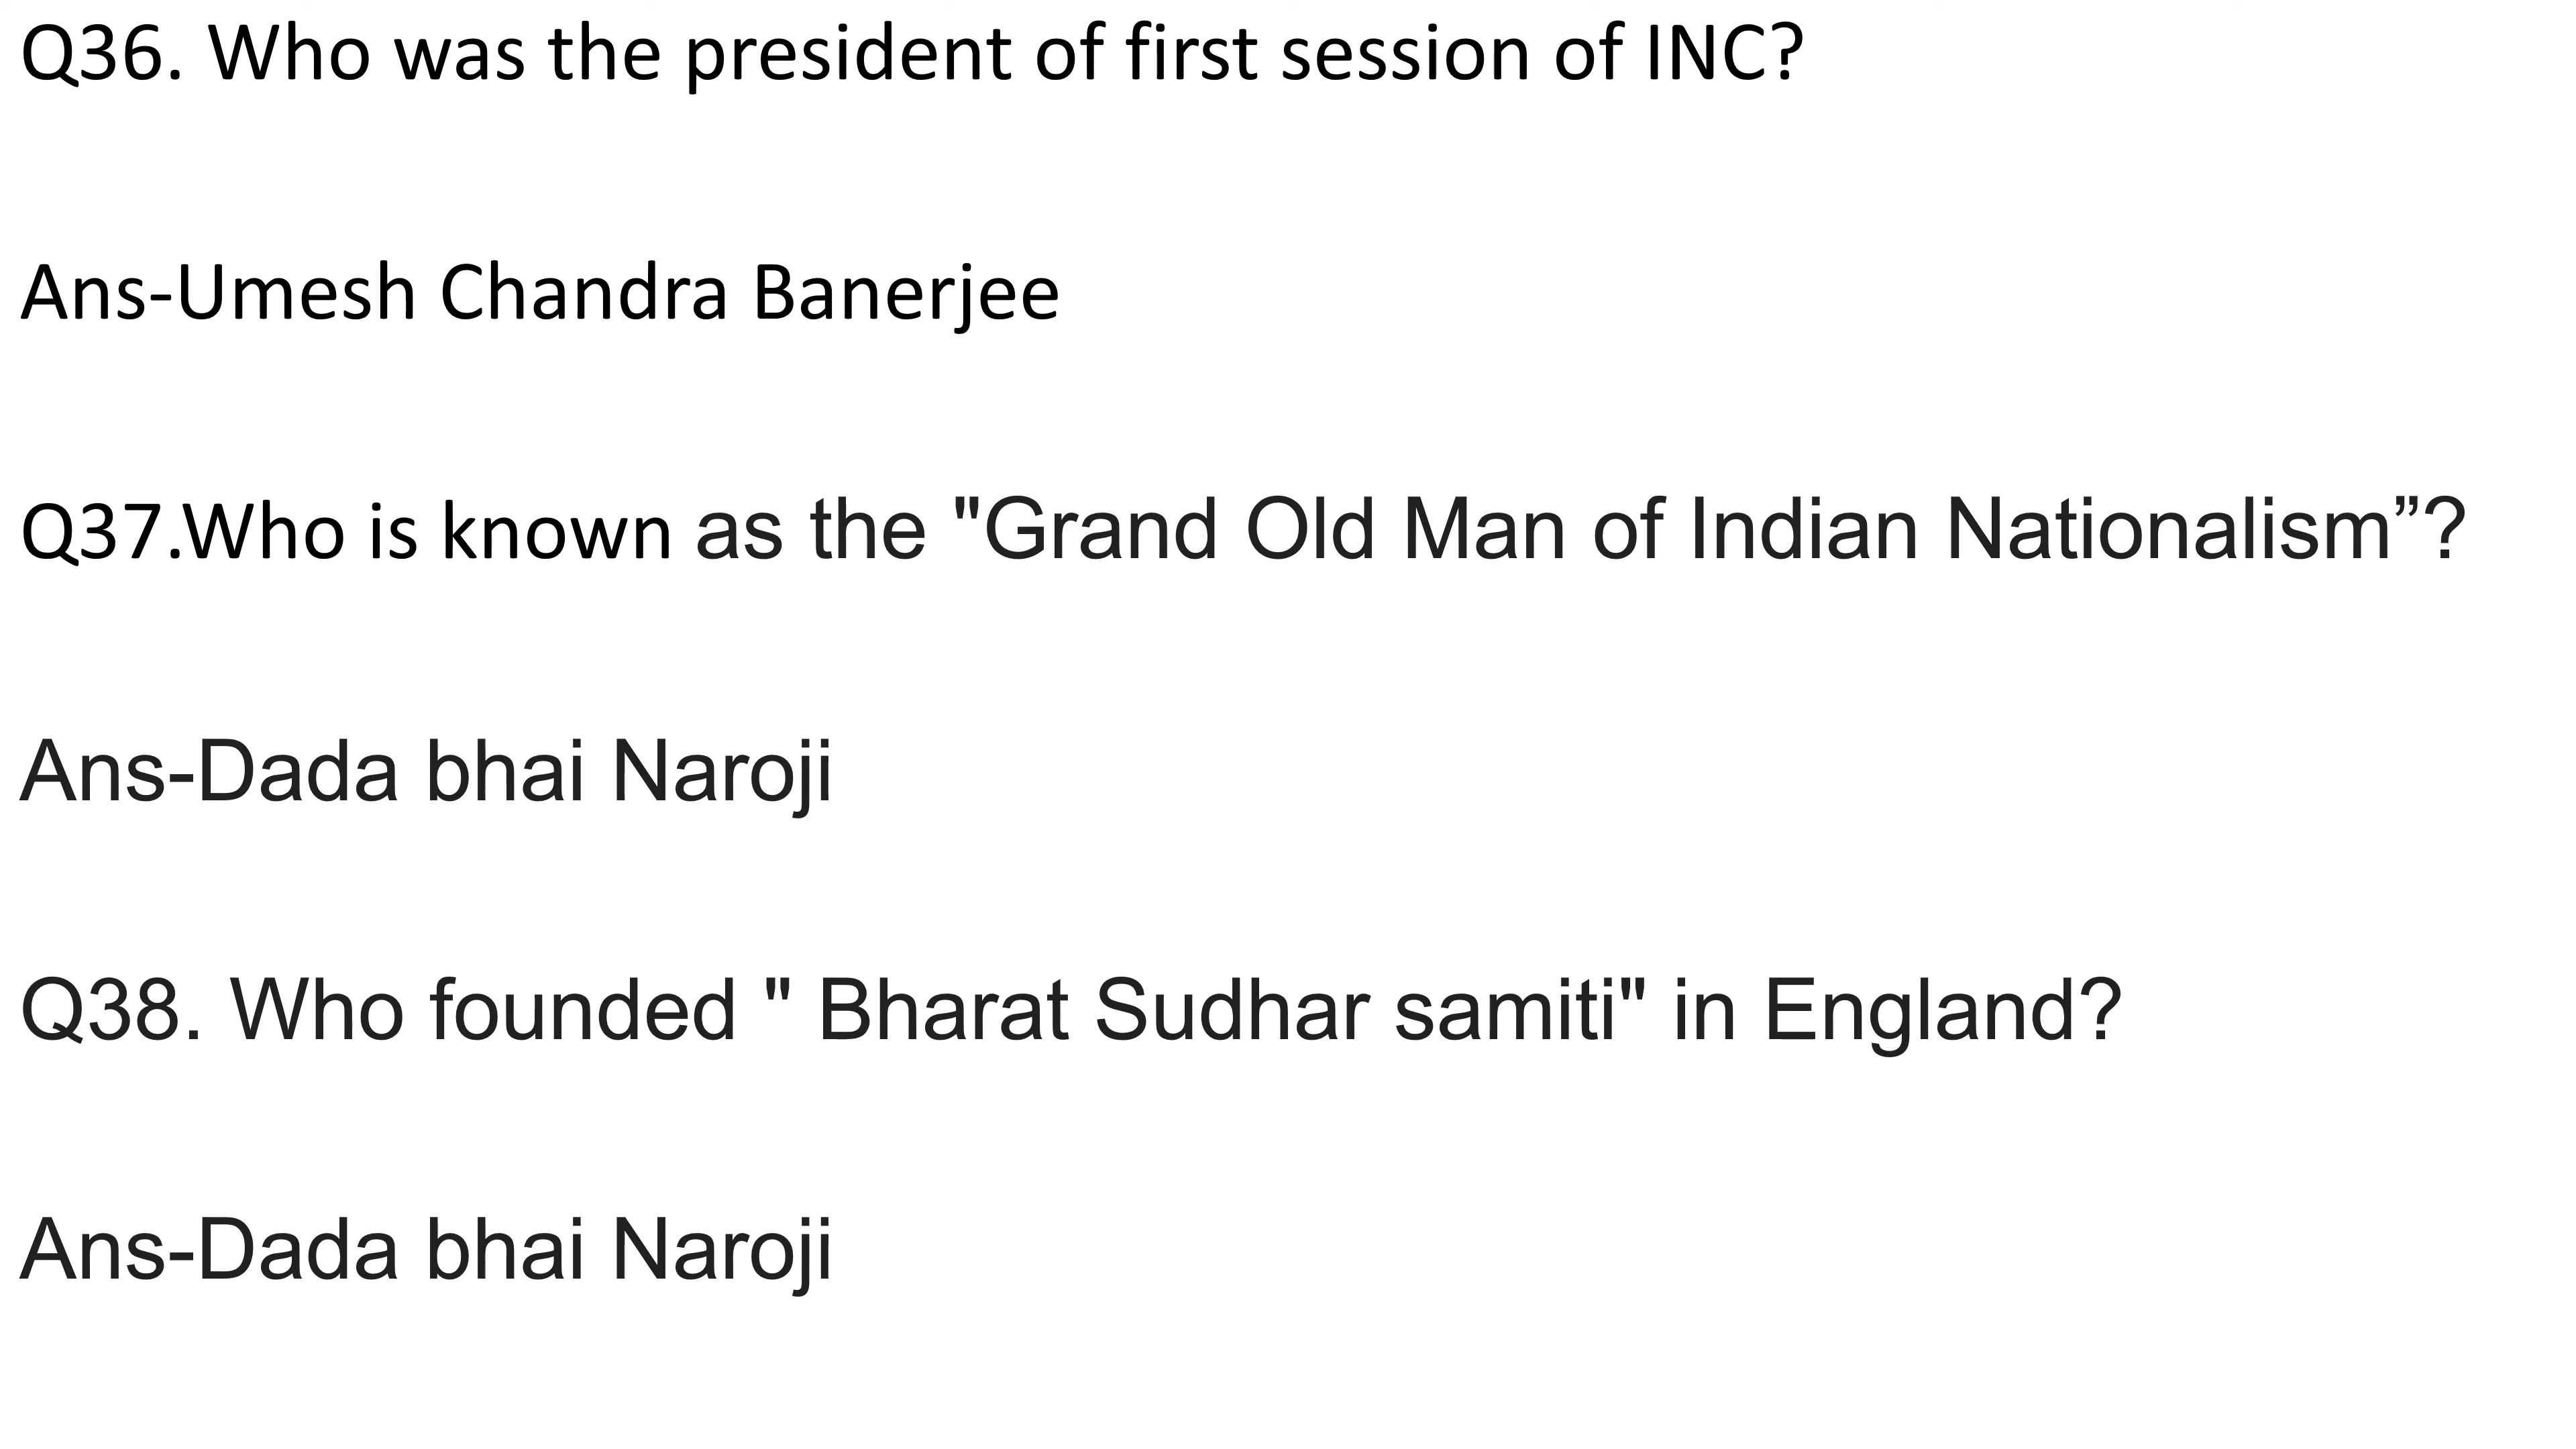 Q36. Who was the president of first session of INC?
Ans-Umesh Chandra Banerjee
Q37.Who is known as the "Grand Old Man of Indian Nationalism”?
Ans-Dada bhai Naroji
Q38. Who founded " Bharat Sudhar samiti" in England?
Ans-Dada bhai Naroji